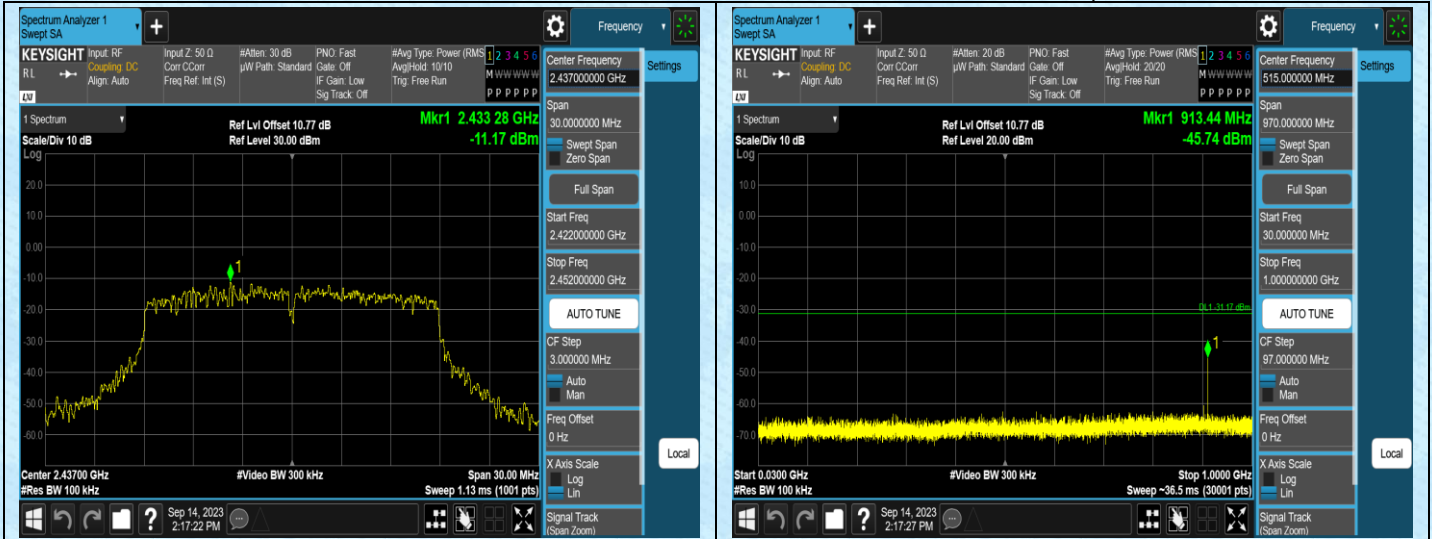 Spectrum Analyzer 1
Swept SA
+
Frequency
KEYSIGHT
RL
LXI
Input: RF
Coupling: DC
Align: Auto
Input Z: 50 Ω
Corr CCorr
Freq Ref: Int (S)
#Atten: 30 dB
µW Path: Standard
PNO: Fast
Gate: Off
IF Gain: Low
Sig Track: Off
#Avg Type: Power (RMS
Avg|Hold: 10/10
Trig: Free Run
1 2 3 4 5 6
M W W W W W
P P P P P P
Center Frequency
2.437000000 GHz
Settings
Span
30.0000000 MHz
Swept Span
Zero Span
Full Span
Start Freq
2.422000000 GHz
Stop Freq
2.452000000 GHz
AUTO TUNE
CF Step
3.000000 MHz
Auto
Man
Freq Offset
0 Hz
X Axis Scale
Log
Lin
Signal Track
(Span Zoom)
Local
1 Spectrum
Scale/Div 10 dB
Log
Ref Lvl Offset 10.77 dB
Ref Level 30.00 dBm
Mkr1 2.433 28 GHz
-11.17 dBm
20.0
10.0
0.00
-10.0
-20.0
-30.0
-40.0
-50.0
-60.0
1
Center 2.43700 GHz
#Res BW 100 kHz
#Video BW 300 kHz
Span 30.00 MHz
Sweep 1.13 ms (1001 pts)
?
Sep 14, 2023
2:17:22 PM
Spectrum Analyzer 1
Swept SA
+
Frequency
KEYSIGHT
RL
LXI
Input: RF
Coupling: DC
Align: Auto
Input Z: 50 Ω
Corr CCorr
Freq Ref: Int (S)
#Atten: 20 dB
µW Path: Standard
PNO: Fast
Gate: Off
IF Gain: Low
Sig Track: Off
#Avg Type: Power (RMS
Avg|Hold: 20/20
Trig: Free Run
1 2 3 4 5 6
M W W W W W
P P P P P P
Center Frequency
515.000000 MHz
Settings
Span
970.000000 MHz
Swept Span
Zero Span
Full Span
Start Freq
30.000000 MHz
Stop Freq
1.000000000 GHz
AUTO TUNE
CF Step
97.000000 MHz
Auto
Man
Freq Offset
0 Hz
X Axis Scale
Log
Lin
Signal Track
(Span Zoom)
Local
1 Spectrum
Scale/Div 10 dB
Log
Ref Lvl Offset 10.77 dB
Ref Level 20.00 dBm
Mkr1 913.44 MHz
-45.74 dBm
10.0
0.00
-10.0
-20.0
-30.0
-40.0
-50.0
-60.0
-70.0
DL1 -31.17 dBm
1
Start 0.0300 GHz
#Res BW 100 kHz
#Video BW 300 kHz
Stop 1.0000 GHz
Sweep ~36.5 ms (30001 pts)
?
Sep 14, 2023
2:17:27 PM